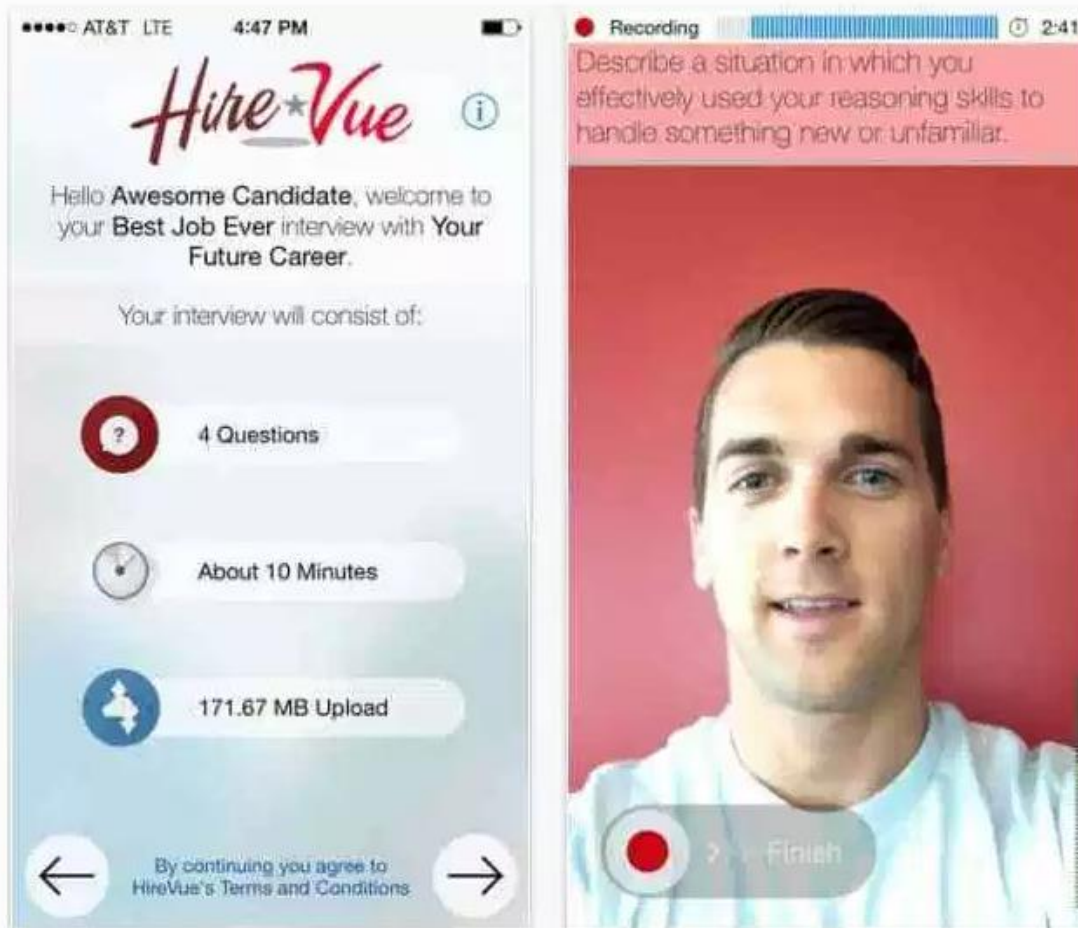 AT&T LTE 4:47 PM
Hire Vue
i
Hello Awesome Candidate, welcome to
your Best Job Ever interview with Your
Future Career.
Your interview will consist of:
?
4 Questions
About 10 Minutes
171.67 MB Upload
By continuing you agree to
HireVue's Terms and Conditions
Recording 2:41
Describe a situation in which you
effectively used your reasoning skills to
handle something new or unfamiliar.
Finish